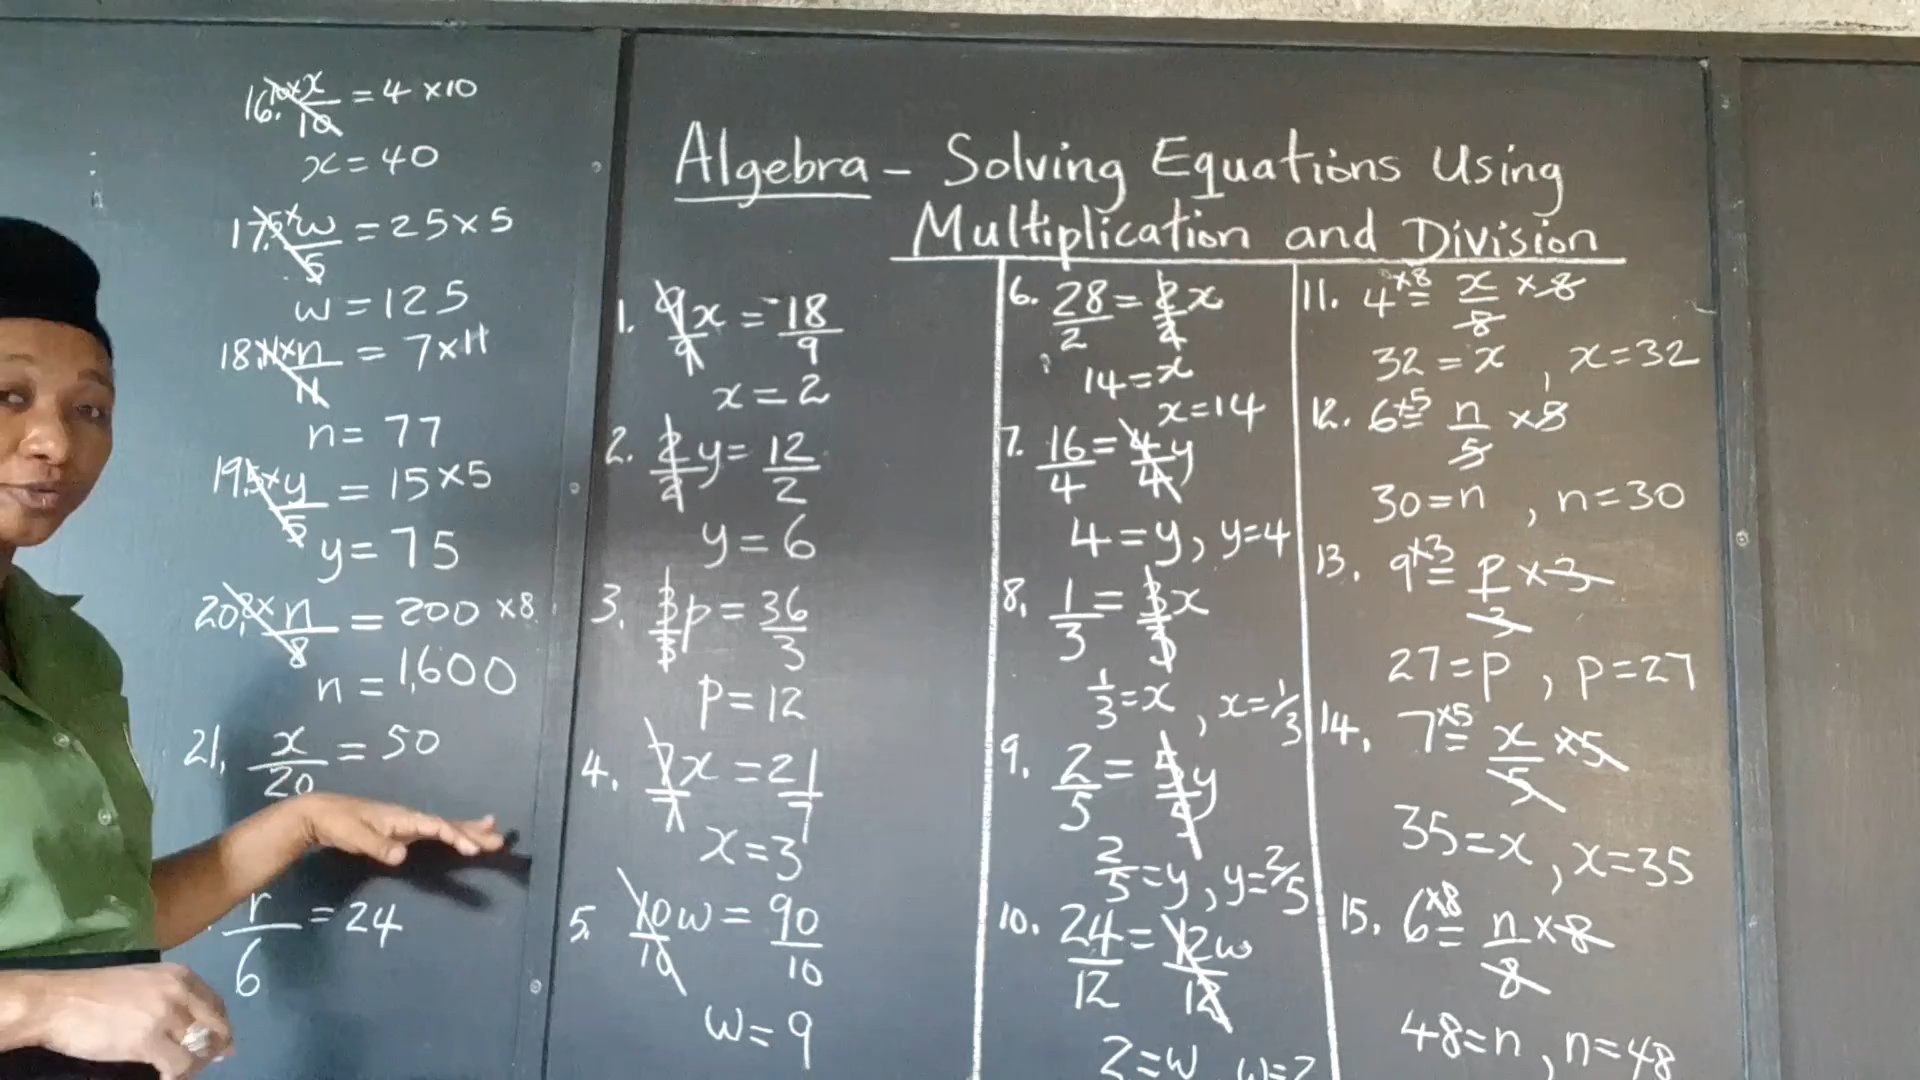 16. 10×x/10 = 4 ×10
x = 40
17. 5×w/5 = 25 × 5
w = 125
18. 11×n/11 = 7 × 11
n = 77
19. 5×y/5 = 15 × 5
y = 75
20. 8×n/8 = 200 ×8
n = 1,600
21. x/20 = 50
r/6 = 24
Algebra – Solving Equations Using
Multiplication and Division
1. 9x/9 = 18/9
x = 2
2. 2y/2 = 12/2
y = 6
3. 3p/3 = 36/3
p = 12
4. 7x/7 = 21/7
x = 3
5. 10w/10 = 90/10
w = 9
6. 28/2 = 2x/2
14 = x
x = 14
7. 16/4 = 4y/4
4 = y, y = 4
8. 1/3 = 3x/3
1/3 = x, x = 1/3
9. 2/5 = 5y/5
2/5 = y, y = 2/5
10. 24/12 = 12w/12
2 = w w = 2
11. 4 ×8 = x/8 × 8
32 = x, x = 32
12. 6 ×5 = n/5 × 5
30 = n, n = 30
13. 9 ×3 = p/3 × 3
27 = p, p = 27
14. 7 ×5 = x/5 × 5
35 = x, x = 35
15. 6 ×8 = n/8 × 8
48 = n, n = 48